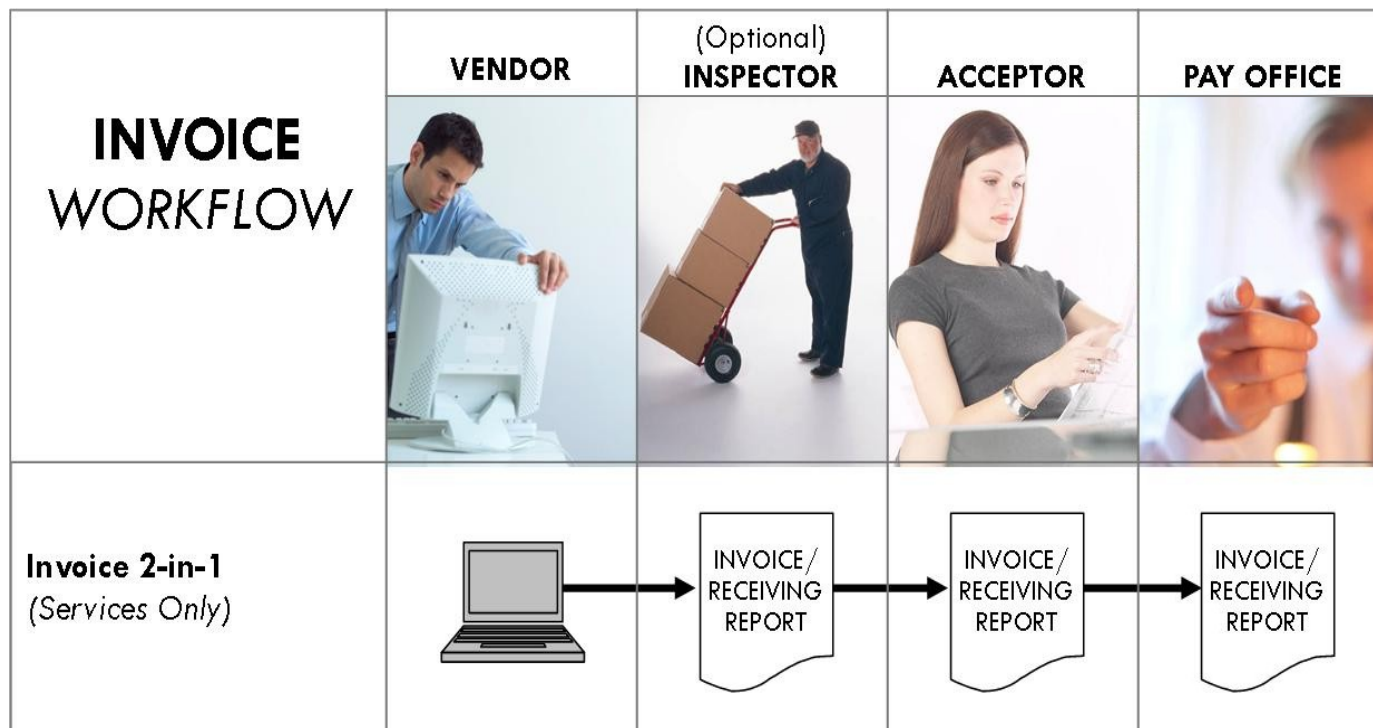 INVOICE
WORKFLOW
VENDOR
(Optional)
INSPECTOR
ACCEPTOR
PAY OFFICE
Invoice 2-in-1
(Services Only)
INVOICE/
RECEIVING
REPORT
INVOICE/
RECEIVING
REPORT
INVOICE/
RECEIVING
REPORT